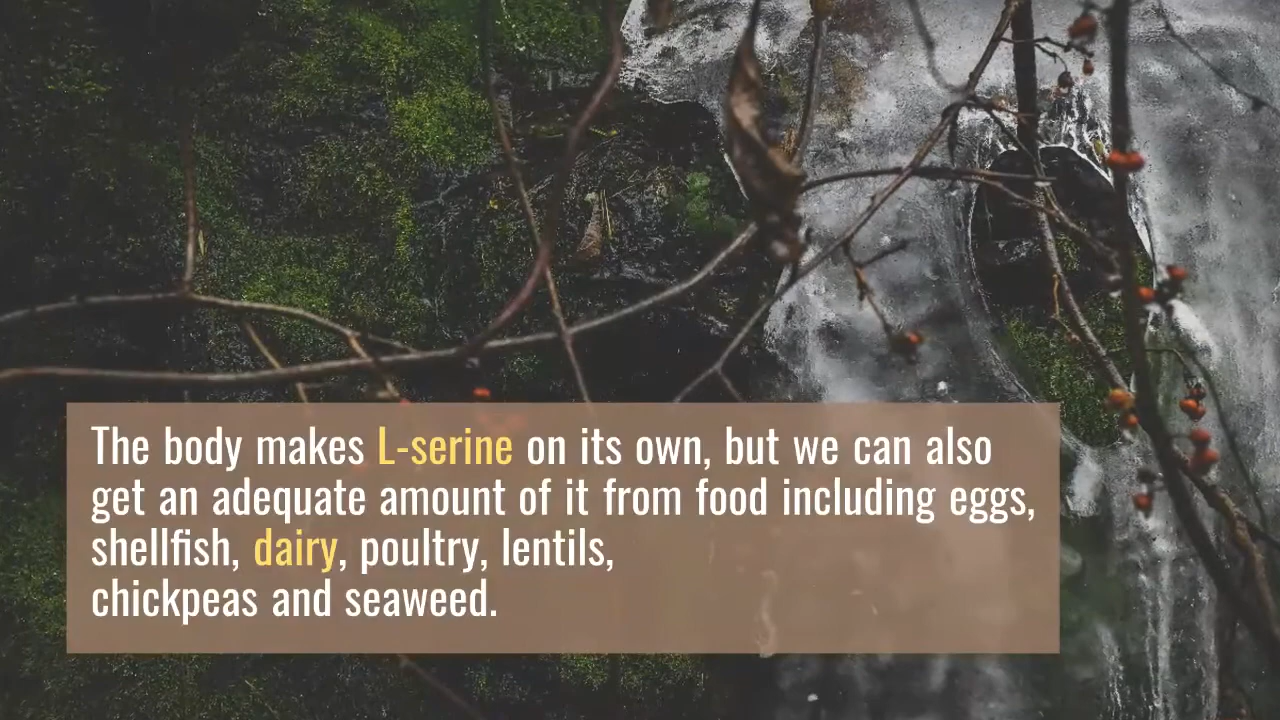 The body makes L-serine on its own, but we can also
get an adequate amount of it from food including eggs,
shellfish, dairy, poultry, lentils,
chickpeas and seaweed.